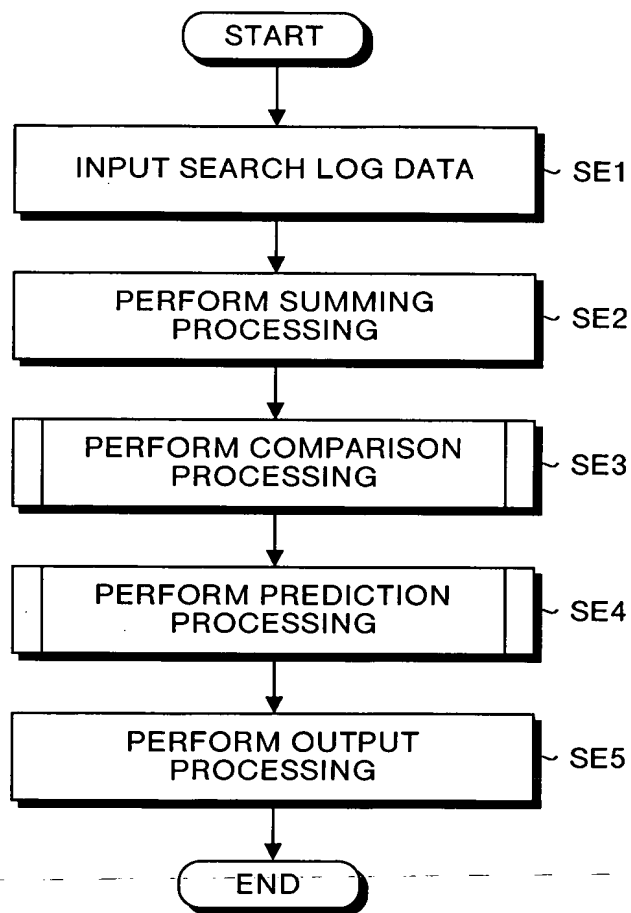 START
INPUT SEARCH LOG DATA
SE1
PERFORM SUMMING
PROCESSING
SE2
PERFORM COMPARISON
PROCESSING
SE3
PERFORM PREDICTION
PROCESSING
SE4
PERFORM OUTPUT
PROCESSING
SE5
END